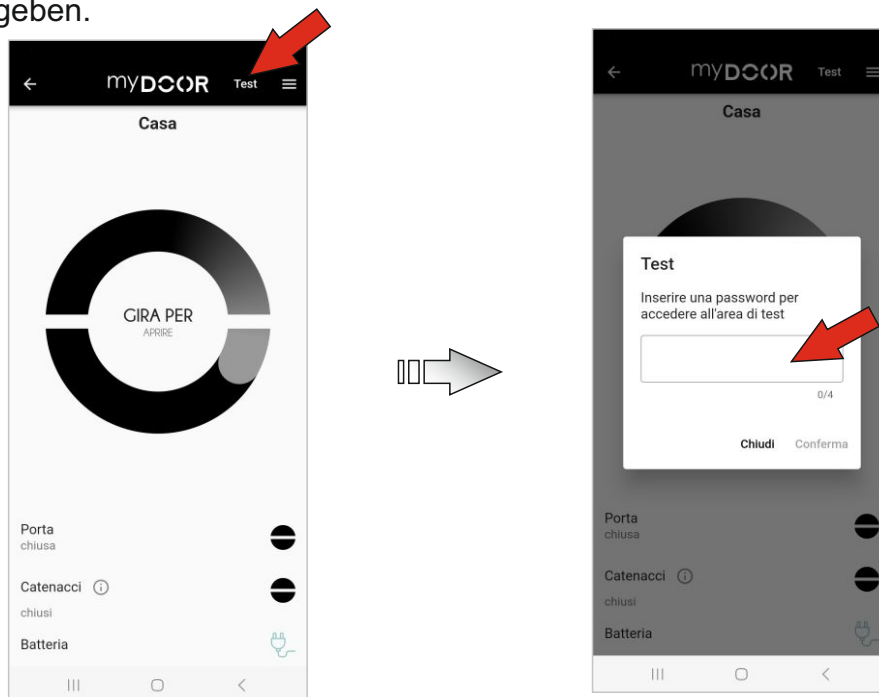 geben.
myDOOR Test
Casa
GIRA PER
APRIRE
Porta
chiusa
Catenacci
chiusi
Batteria
myDOOR Test
Casa
Test
Inserire una password per
accedere all'area di test
0/4
Chiudi Conferma
Porta
chiusa
Catenacci
chiusi
Batteria